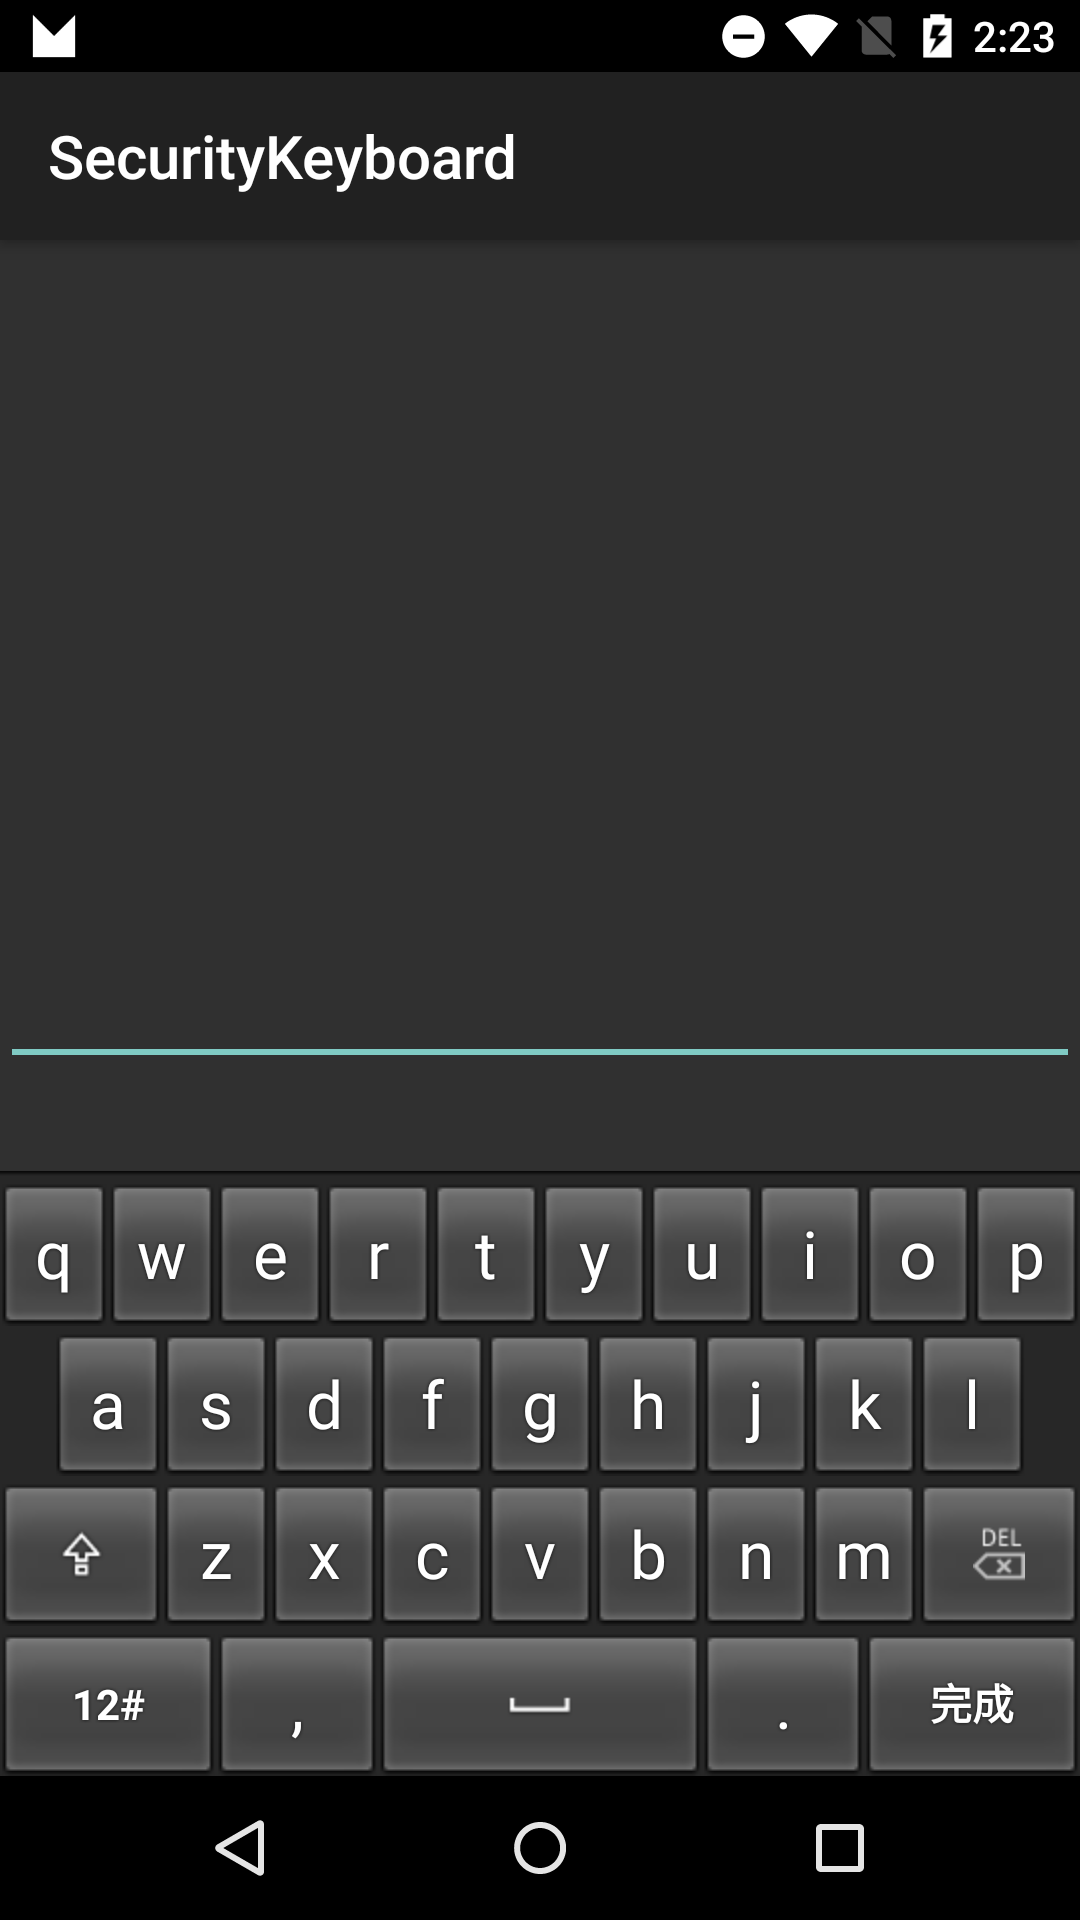 2:23
SecurityKeyboard
q w e r t y u i o p
a s d f g h j k l
z x c v b n m DEL
12# , . 完成